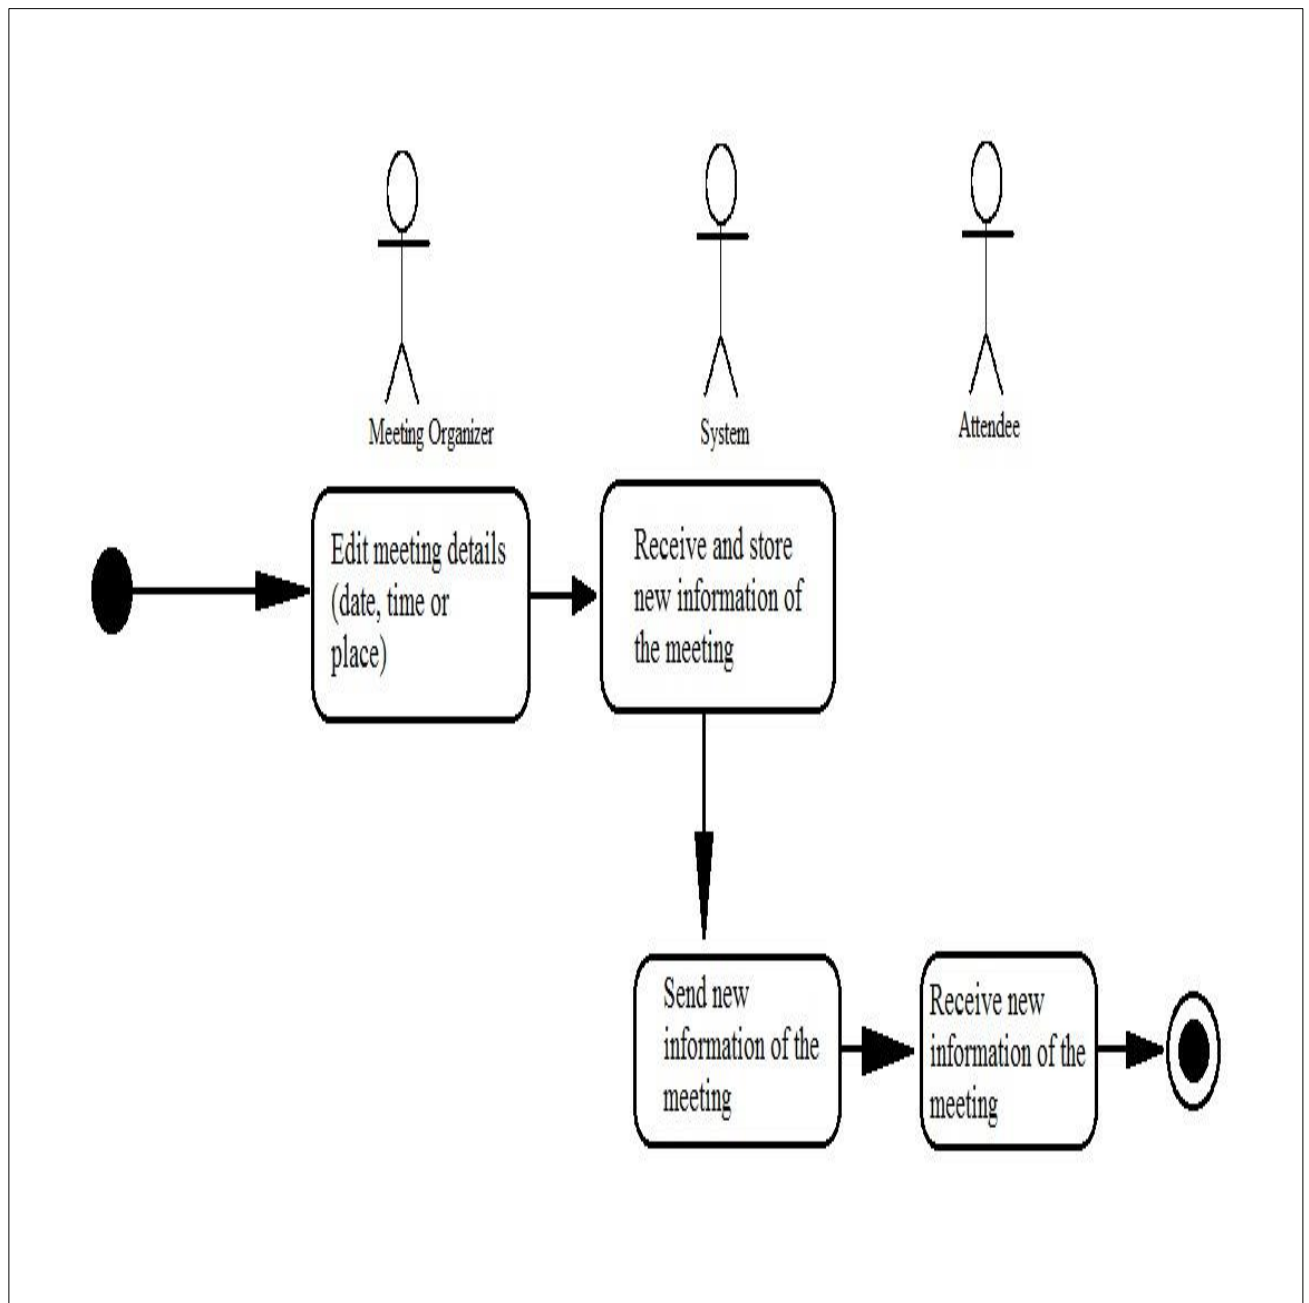 Meeting Organizer
System
Attendee
Edit meeting details
(date, time or
place)
Receive and store
new information of
the meeting
Send new
information of the
meeting
Receive new
information of the
meeting